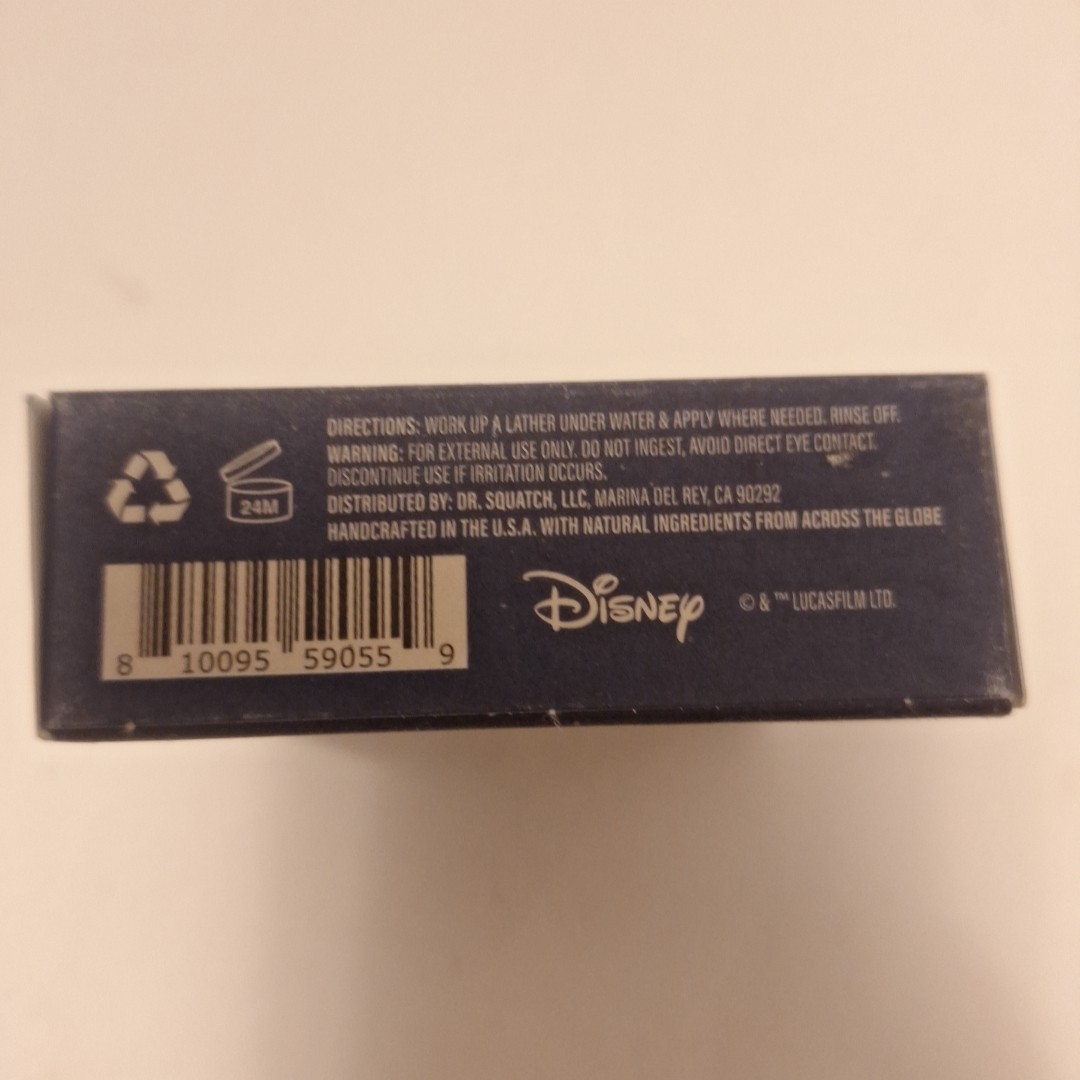 DIRECTIONS: WORK UP A LATHER UNDER WATER & APPLY WHERE NEEDED. RINSE OFF.
WARNING: FOR EXTERNAL USE ONLY. DO NOT INGEST, AVOID DIRECT EYE CONTACT.
DISCONTINUE USE IF IRRITATION OCCURS.
DISTRIBUTED BY: DR. SQUATCH, LLC, MARINA DEL REY, CA 90292
HANDCRAFTED IN THE U.S.A. WITH NATURAL INGREDIENTS FROM ACROSS THE GLOBE
24M
8 10095 59055 9
DISNEY
© & ™ LUCASFILM LTD.